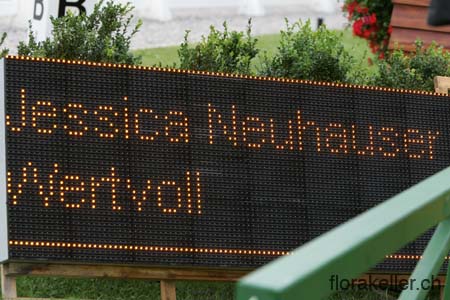 B
Jessica Neuhauser
Wertvoll
florakeller.ch